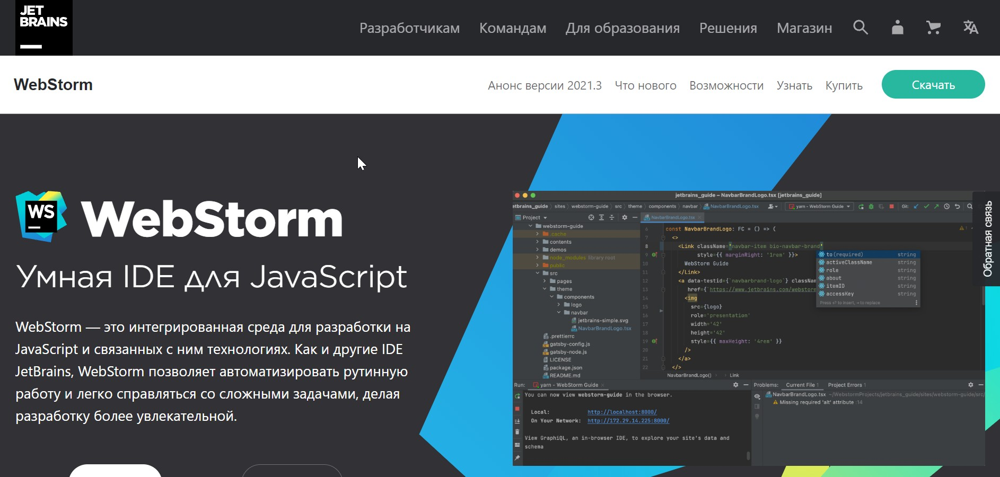 JET
BRAINS
Разработчикам Командам Для образования Решения Магазин
WebStorm
Анонс версии 2021.3 Что нового Возможности Узнать Купить Скачать
WS
WebStorm
Умная IDE для JavaScript
WebStorm — это интегрированная среда для разработки на
JavaScript и связанных с ним технологиях. Как и другие IDE
JetBrains, WebStorm позволяет автоматизировать рутинную
работу и легко справляться со сложными задачами, делая
разработку более увлекательной.
jetbrains_guide – NavbarBrandLogo.tsx [jetbrains_guide]
etbrains_guide sites webstorm-guide src theme components navbar NavbarBrandLogo.tsx yarn - WebStorm Guide Git:
Project
NavbarBrandLogo.tsx
webstorm-guide
.cache
contents
demos
node_modules library root
public
src
pages
theme
components
logo
navbar
jetbrains-simple.svg
NavbarBrandLogo.tsx
.prettierrc
gatsby-config.js
gatsby-node.js
LICENSE
package.json
README.md
6 const NavbarBrandLogo: FC = () => (
7 <>
8 <Link className='navbar-item bio-navbar-brand'
9 style={{ marginRight: '1rem' }}>
10 WebStorm Guide
11 </Link>
12 <a data-testid={`navbarbrand-logo`} classNam
13 href={`https://www.jetbrains.com/webstorm
14 <img
15 src={logo}
16 role='presentation'
17 width='42'
18 height='42'
19 style={{ maxHeight: '4rem' }}
20 />
21 </a>
22 </>
1
to(required) string
activeClassName string
role string
about string
itemID string
accessKey string
Press ⏎ to insert, ⇥ to replace
NavbarBrandLogo() Link
Run: yarn - WebStorm Guide
You can now view webstorm-guide in the browser.
Local: http://localhost:8000/
On Your Network: http://172.29.14.225:8000/
View GraphiQL, an in-browser IDE, to explore your site's data and
schema
Problems: Current File 1 Project Errors 1
NavbarBrandLogo.tsx ~/WebstormProjects/jetbrains_guide/sites/webstorm-guide/src/
Missing required 'alt' attribute :14
Обратная связь